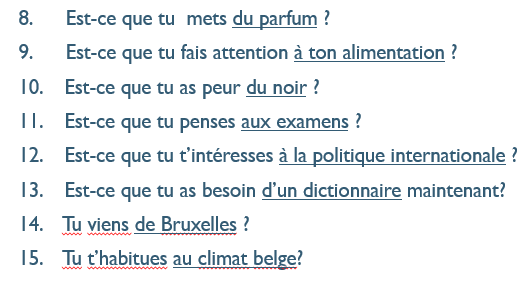 8. Est-ce que tu mets du parfum ?
9. Est-ce que tu fais attention à ton alimentation ?
10. Est-ce que tu as peur du noir ?
11. Est-ce que tu penses aux examens ?
12. Est-ce que tu t'intéresses à la politique internationale ?
13. Est-ce que tu as besoin d'un dictionnaire maintenant?
14. Tu viens de Bruxelles ?
15. Tu t'habitues au climat belge?